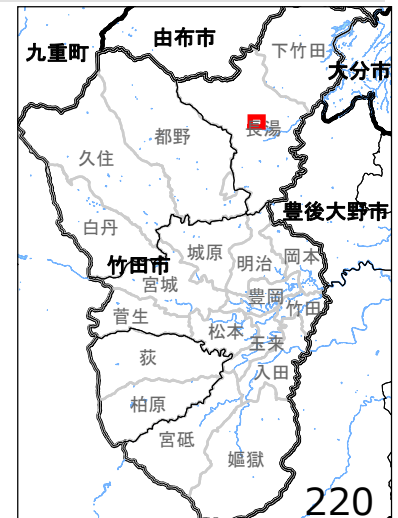 由布市
九重町
下竹田
大分市
長湯
都野
久住
豊後大野市
白丹
城原
岡本
明治
竹田市
宮城
豊岡
竹田
菅生
松本
玉来
荻
入田
柏原
宮砥
嫗獄
220